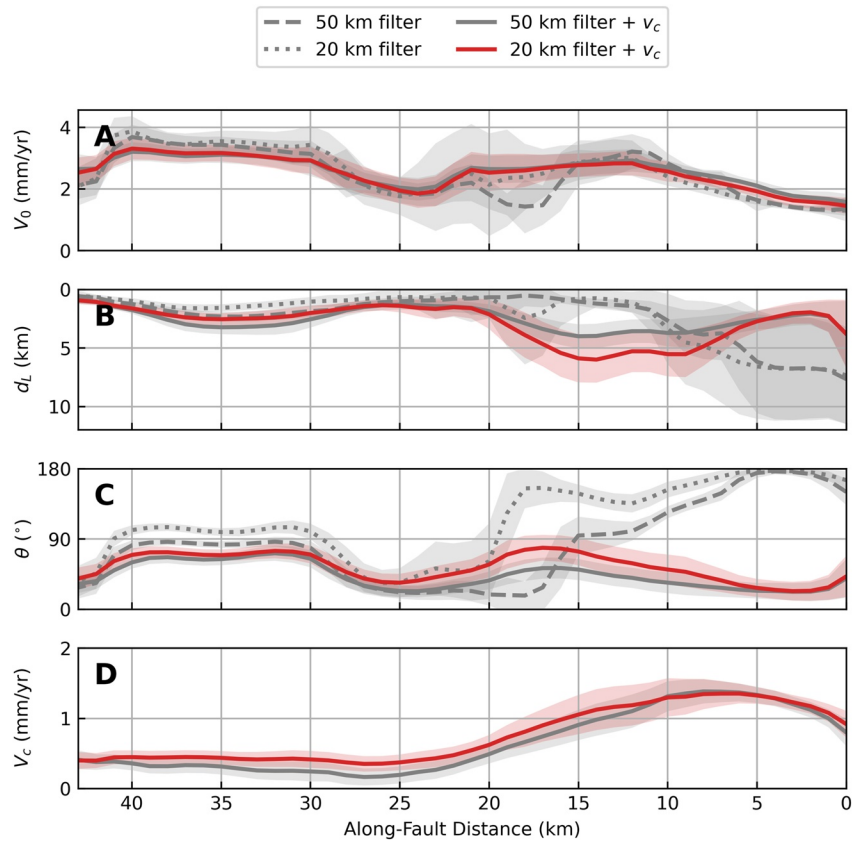 50 km filter
50 km filter + v_c
20 km filter
20 km filter + v_c
A
V_0 (mm/yr)
4
2
0
B
d_L (km)
0
5
10
C
θ (°)
180
90
0
D
V_c (mm/yr)
2
1
0
40 35 30 25 20 15 10 5 0
Along-Fault Distance (km)